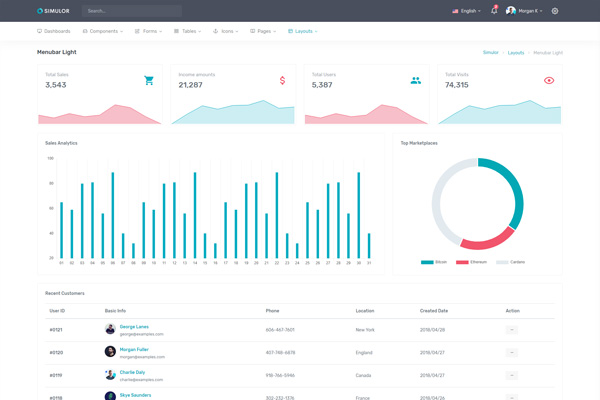 SIMULOR Search... English Morgan K
Dashboards Components Forms Tables Icons Pages Layouts
Menubar Light Simulor Layouts Menubar Light
Total Sales Income amounts Total Users Total Visits
3,543 21,287 5,387 74,315
Sales Analytics Top Marketplaces
100
80
60
40
20
01 02 03 04 05 06 07 08 09 10 11 12 13 14 15 16 17 18 19 20 21 22 23 24 25 26 27 28 29 30 31
Bitcoin Ethereum Cardano
Recent Customers
User ID Basic Info Phone Location Created Date Action
George Lanes
#0121 606-467-7601 New York 2018/04/28
george@examples.com
Morgan Fuller
#0120 407-748-6878 England 2018/04/27
morgan@examples.com
Charlie Daly
#0119 918-766-5946 Canada 2018/04/27
charlie@examples.com
Skye Saunders
#0118 302-232-1376 France 2018/04/26